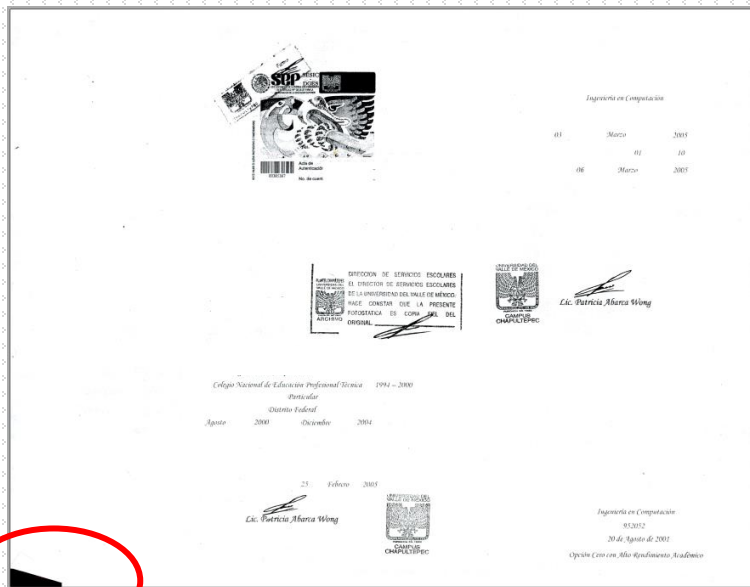 SEP
Ingeniería en Computación
03 Marzo 2005
01 10
06 Marzo 2005
Acta de
Autenticación
No. de cuenta
DIRECCION DE SERVICIOS ESCOLARES
EL DIRECTOR DE SERVICIOS ESCOLARES
DE LA UNIVERSIDAD DEL VALLE DE MÉXICO,
HACE CONSTAR QUE LA PRESENTE
FOTOSTATICA ES COPIA FIEL DEL
ORIGINAL.
ARCHIVO
UNIVERSIDAD DEL
VALLE DE MEXICO
CAMPUS
CHAPULTEPEC
Lic. Patricia Abarca Wong
Colegio Nacional de Educación Profesional Técnica 1994 – 2000
Particular
Distrito Federal
Agosto 2000 Diciembre 2004
25 Febrero 2005
Lic. Patricia Abarca Wong
UNIVERSIDAD DEL
VALLE DE MEXICO
CAMPUS
CHAPULTEPEC
Ingeniería en Computación
952052
20 de Agosto de 2001
Opción Cero con Alto Rendimiento Académico